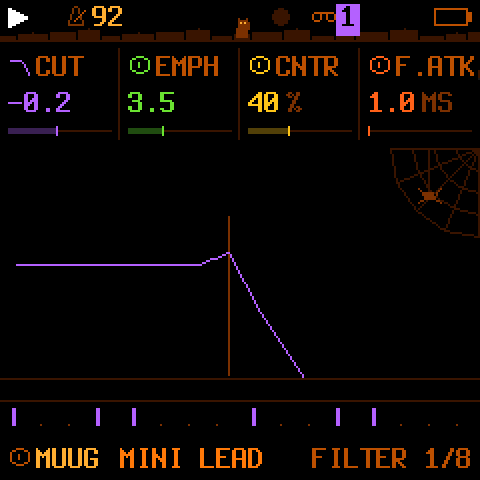 92 1
CUT EMPH CNTR F.ATK
-0.2 3.5 40% 1.0 MS
MUUG MINI LEAD FILTER 1/8